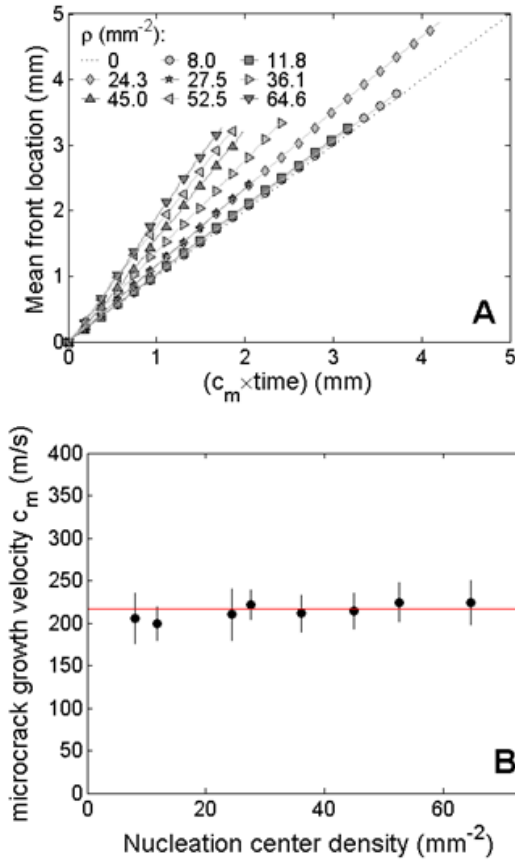 ρ (mm⁻²):
0 8.0 11.8
24.3 27.5 36.1
45.0 52.5 64.6
5
4
3
2
1
0
Mean front location (mm)
0 1 2 3 4 5
(cₘ×time) (mm)
A
400
350
300
250
200
150
100
50
0
microcrack growth velocity cₘ (m/s)
0 20 40 60
Nucleation center density (mm⁻²)
B